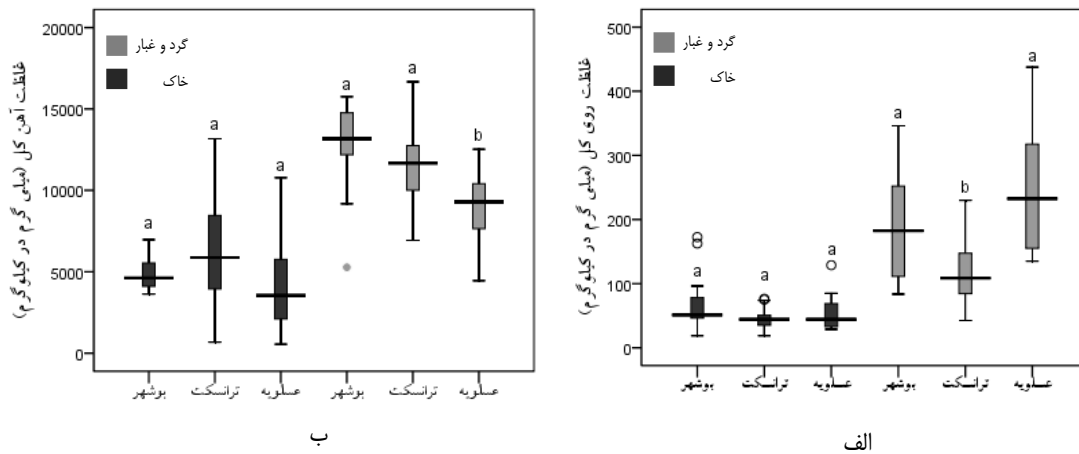 غلظت روی کل (میلی گرم در کیلوگرم)
500
400
300
200
100
0
گرد و غبار
خاک
a
a
a
a
b
a
بوشهر
ترانسکت
عسلویه
بوشهر
ترانسکت
عسلویه
الف
غلظت آهن کل (میلی گرم در کیلوگرم)
20000
15000
10000
5000
0
گرد و غبار
خاک
a
a
a
a
a
b
بوشهر
ترانسکت
عسلویه
بوشهر
ترانسکت
عسلویه
ب